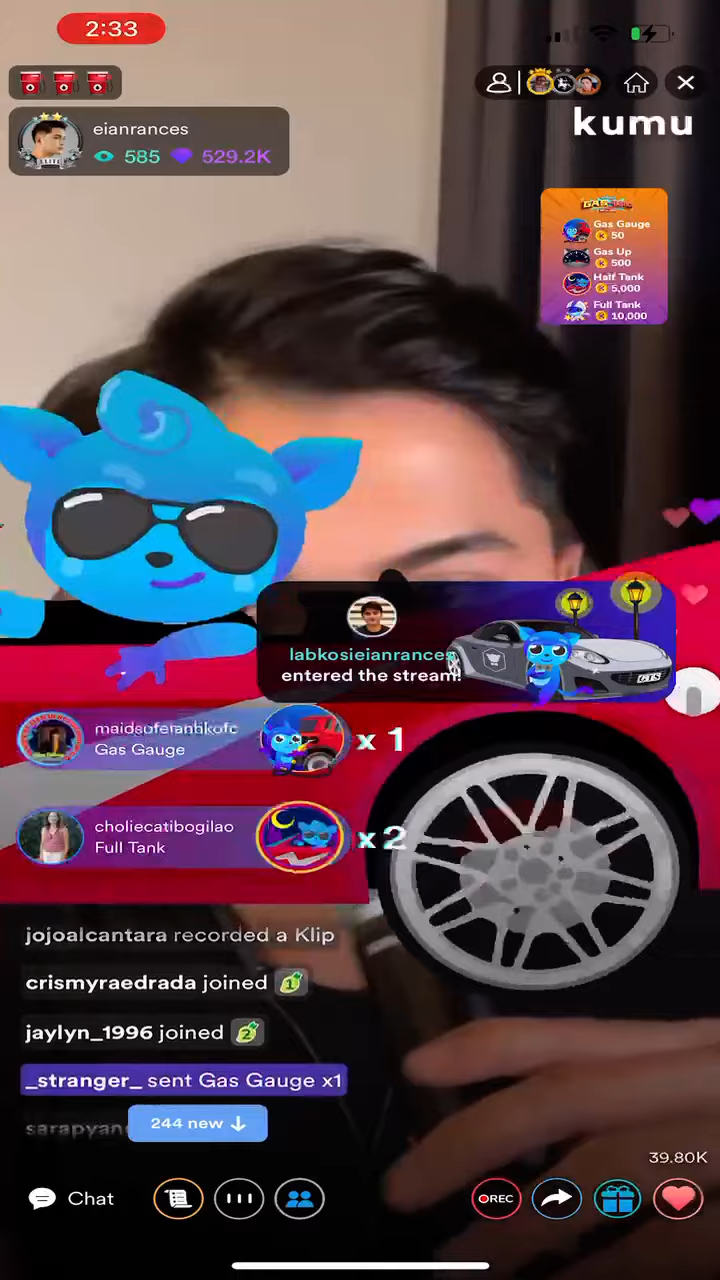 2:33
eianrances
585 529.2K
kumu
Gas Gauge
50
Gas Up
500
Half Tank
5,000
Full Tank
10,000
labkosieianrances
entered the stream!
Gas Gauge x 1
choliecatibogilao
Full Tank x2
jojoalcantara recorded a Klip
crismyraedrada joined 1
jaylyn_1996 joined 2
_stranger_ sent Gas Gauge x1
244 new
39.80K
Chat
REC